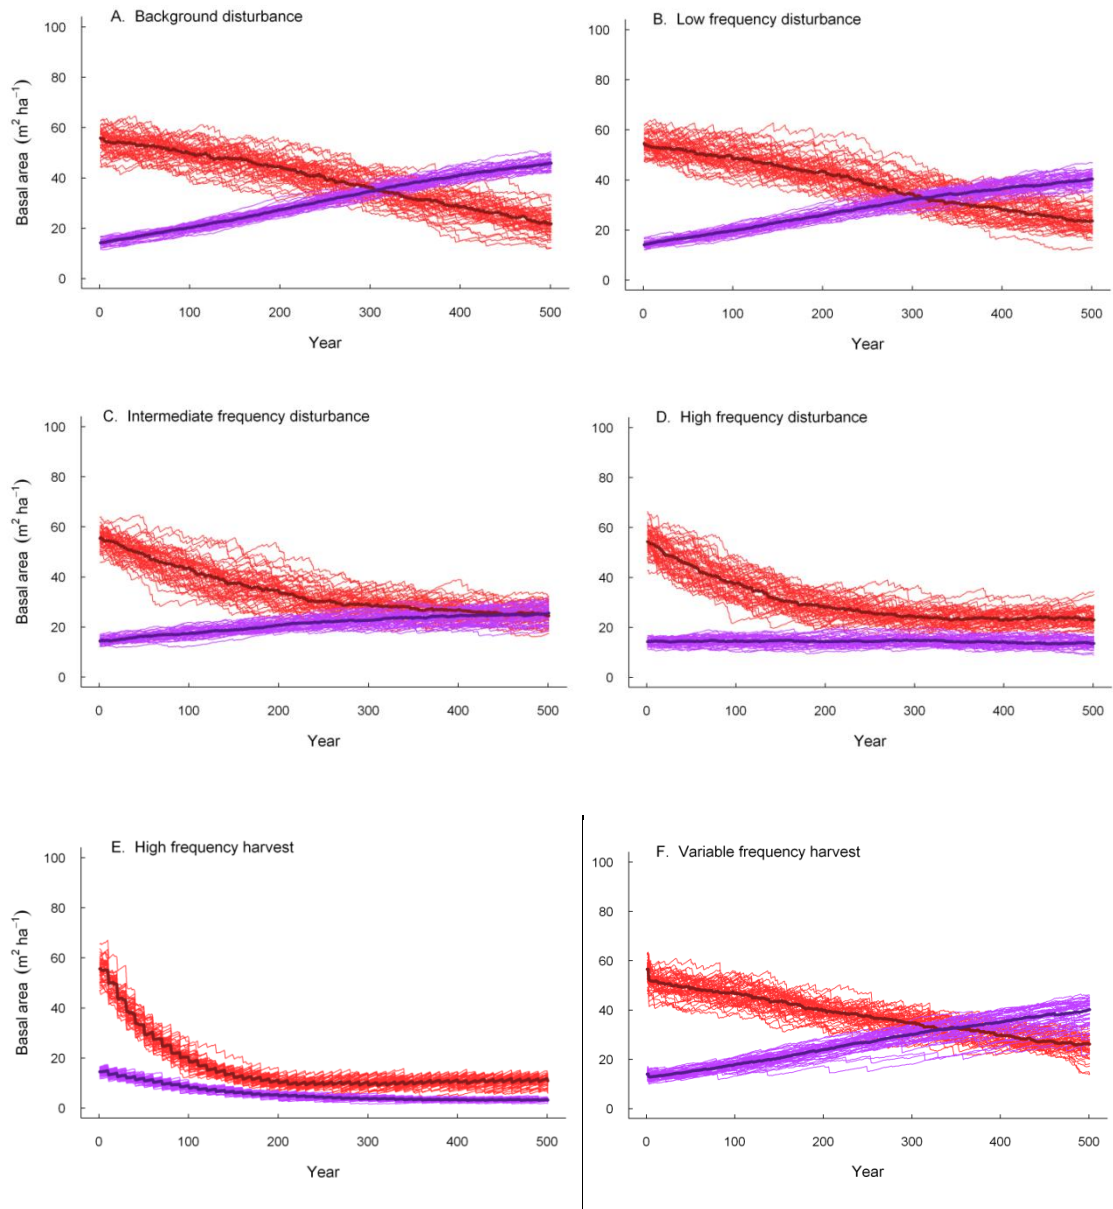 A. Background disturbance
100
80
60
40
20
0
Basal area (m² ha⁻¹)
0 100 200 300 400 500
Year
B. Low frequency disturbance
100
80
60
40
20
0
0 100 200 300 400 500
Year
C. Intermediate frequency disturbance
100
80
60
40
20
0
Basal area (m² ha⁻¹)
0 100 200 300 400 500
Year
D. High frequency disturbance
100
80
60
40
20
0
0 100 200 300 400 500
Year
E. High frequency harvest
100
80
60
40
20
0
Basal area (m² ha⁻¹)
0 100 200 300 400 500
Year
F. Variable frequency harvest
100
80
60
40
20
0
0 100 200 300 400 500
Year